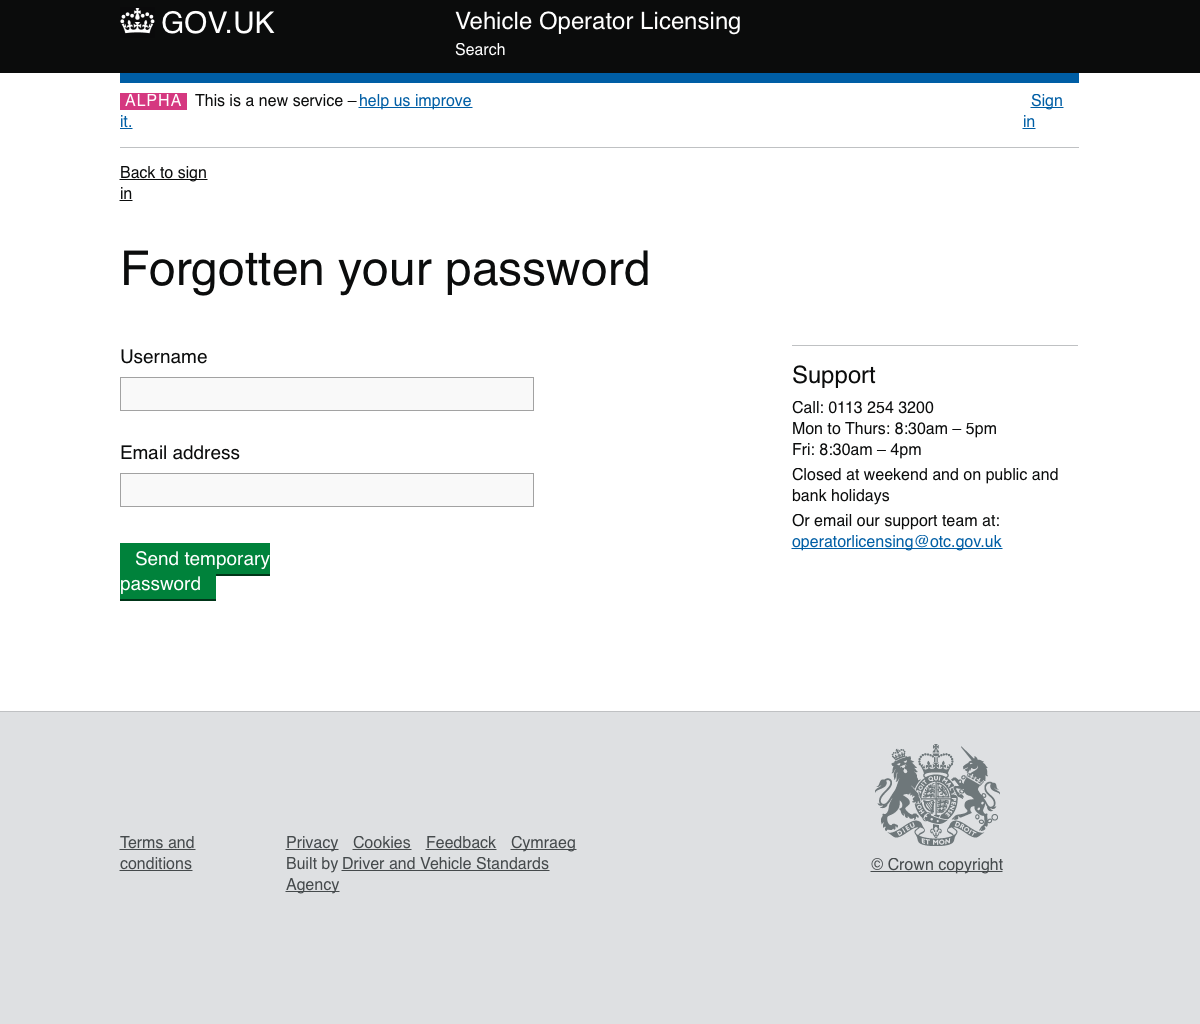 GOV.UK
Vehicle Operator Licensing
Search
ALPHA This is a new service – help us improve
it.
Sign
in
Back to sign
in
Forgotten your password
Username
Email address
Send temporary
password
Support
Call: 0113 254 3200
Mon to Thurs: 8:30am – 5pm
Fri: 8:30am – 4pm
Closed at weekend and on public and
bank holidays
Or email our support team at:
operatorlicensing@otc.gov.uk
Terms and
conditions
Privacy Cookies Feedback Cymraeg
Built by Driver and Vehicle Standards
Agency
DIEU ET MON DROIT
© Crown copyright